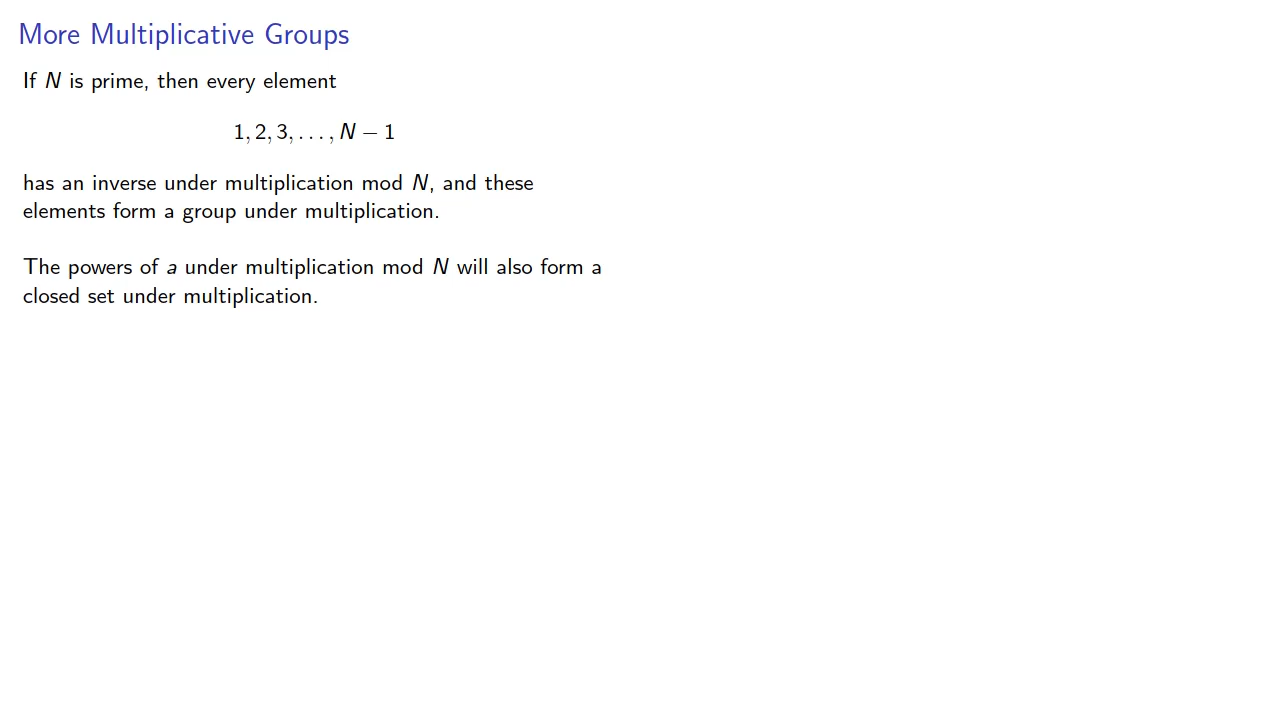 More Multiplicative Groups
If N is prime, then every element
1, 2, 3, . . . , N − 1
has an inverse under multiplication mod N, and these
elements form a group under multiplication.
The powers of a under multiplication mod N will also form a
closed set under multiplication.